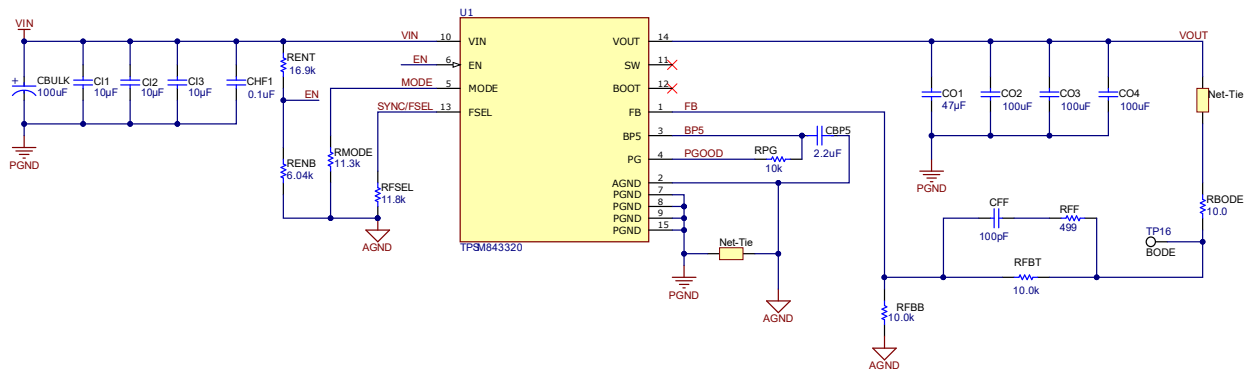 U1
VIN
VIN 10 VIN
VOUT 14 VOUT
EN 6 EN
SW 11
MODE 5 MODE
BOOT 12
SYNC/FSEL 13 FSEL
FB 1 FB
BP5 3 BP5
PG 4 PGOOD
AGND 2
PGND 7
PGND 8
PGND 9
PGND 15
TPSM843320
+
CBULK
100uF
CI1
10µF
CI2
10µF
CI3
10µF
CHF1
0.1uF
PGND
RENT
16.9k
EN
RENB
6.04k
RMODE
11.3k
RFSEL
11.8k
AGND
CBP5
2.2uF
RPG
10k
Net-Tie
PGND
AGND
CO1
47µF
CO2
100uF
CO3
100uF
CO4
100uF
PGND
Net-Tie
RBODE
10.0
TP16
BODE
CFF
100pF
RFF
499
RFBT
10.0k
RFBB
10.0k
AGND